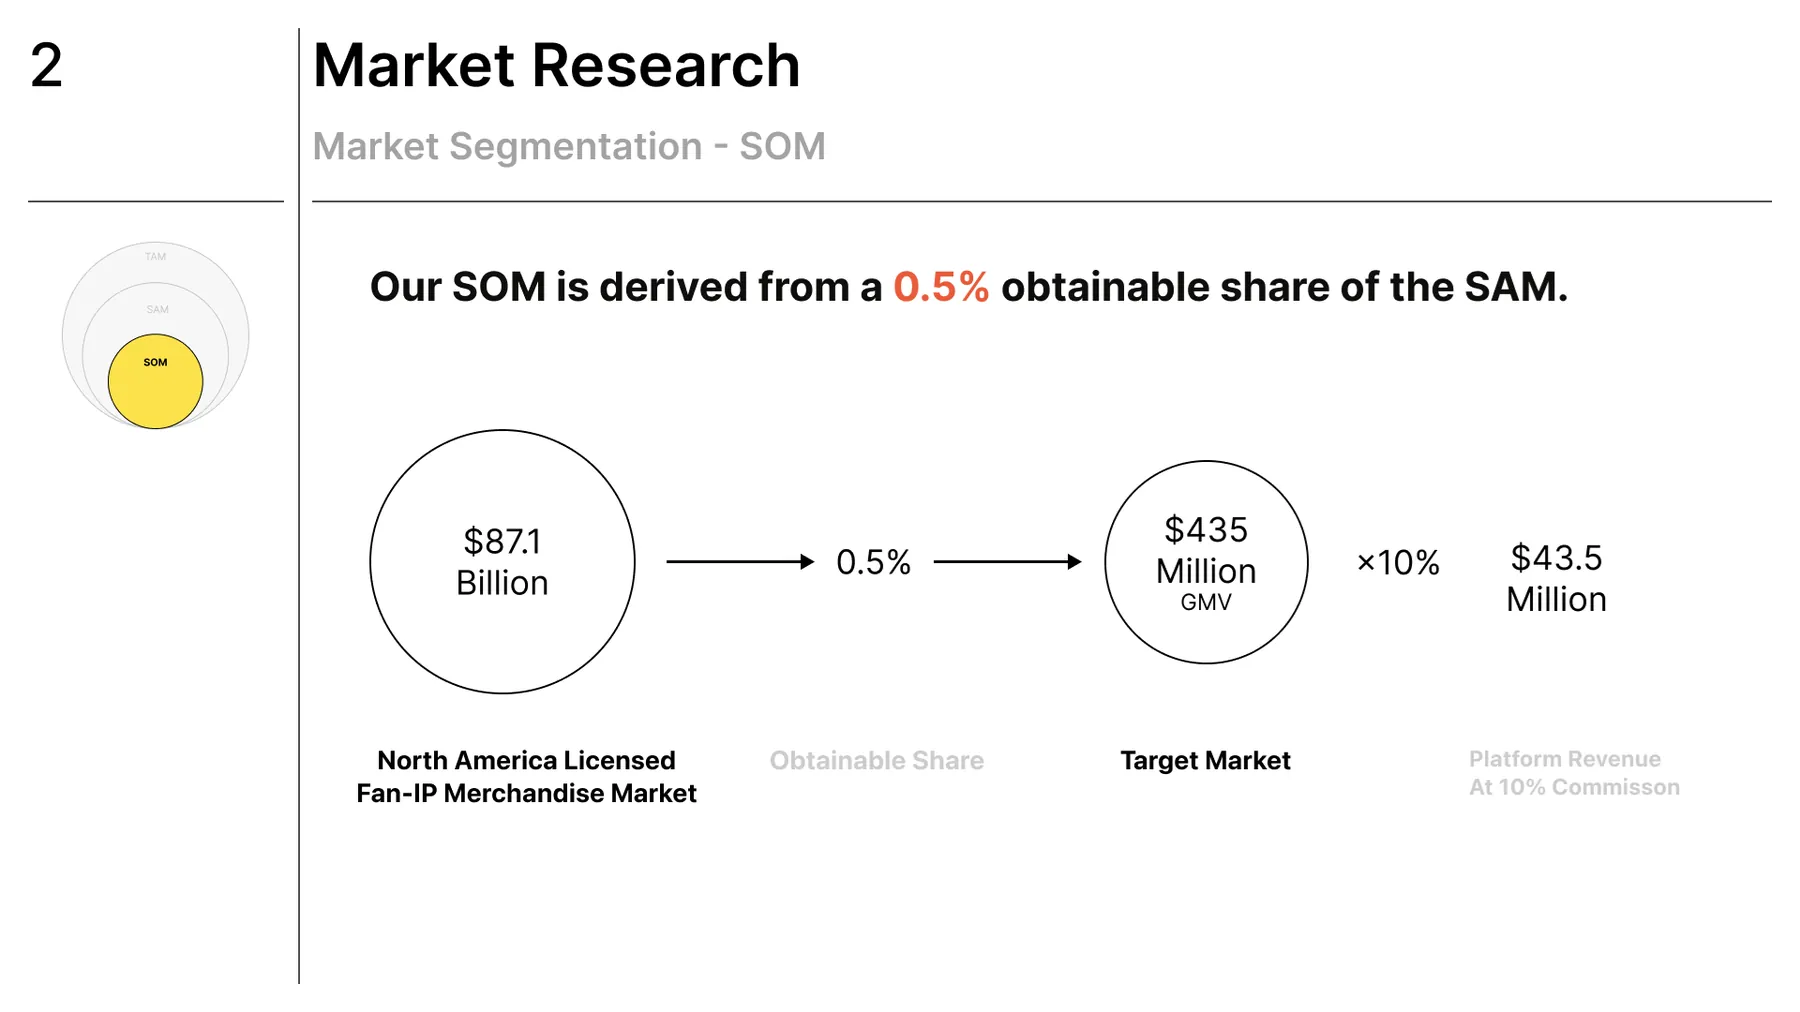 2
Market Research
Market Segmentation - SOM
TAM
SAM
SOM
Our SOM is derived from a 0.5% obtainable share of the SAM.
$87.1
Billion
0.5%
$435
Million
GMV
×10%
$43.5
Million
North America Licensed
Fan-IP Merchandise Market
Obtainable Share
Target Market
Platform Revenue
At 10% Commisson